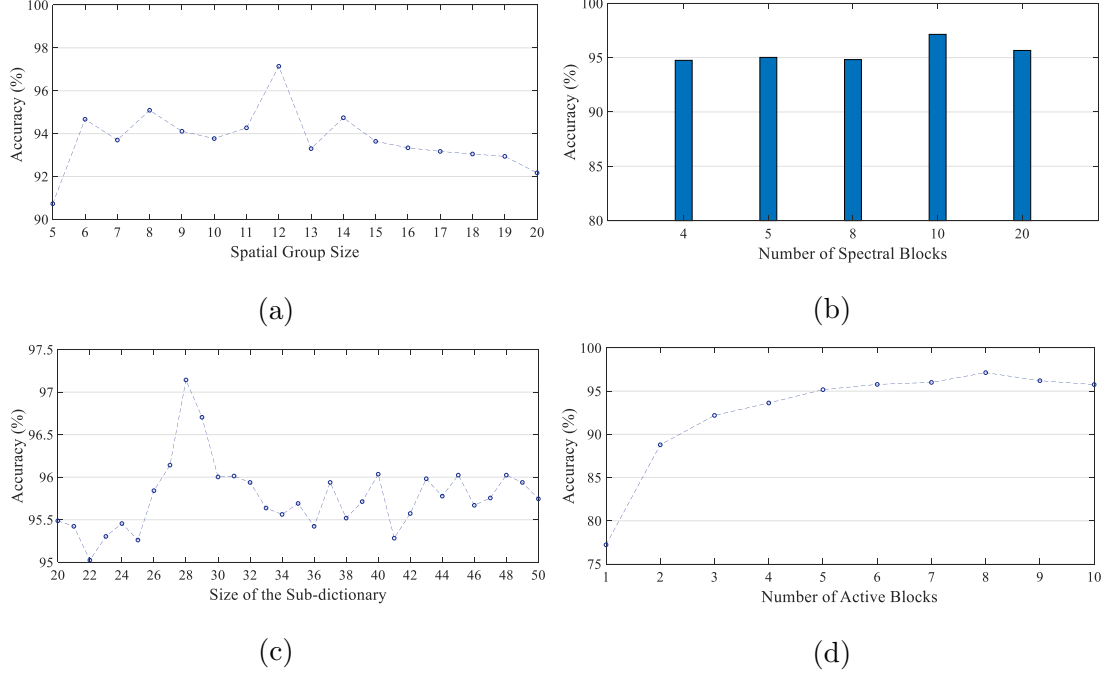 100
98
96
94
92
90
Accuracy (%)
5 6 7 8 9 10 11 12 13 14 15 16 17 18 19 20
Spatial Group Size
(a)
100
95
90
85
80
Accuracy (%)
4 5 8 10 20
Number of Spectral Blocks
(b)
97.5
97
96.5
96
95.5
95
Accuracy (%)
20 22 24 26 28 30 32 34 36 38 40 42 44 46 48 50
Size of the Sub-dictionary
(c)
100
95
90
85
80
75
Accuracy (%)
1 2 3 4 5 6 7 8 9 10
Number of Active Blocks
(d)